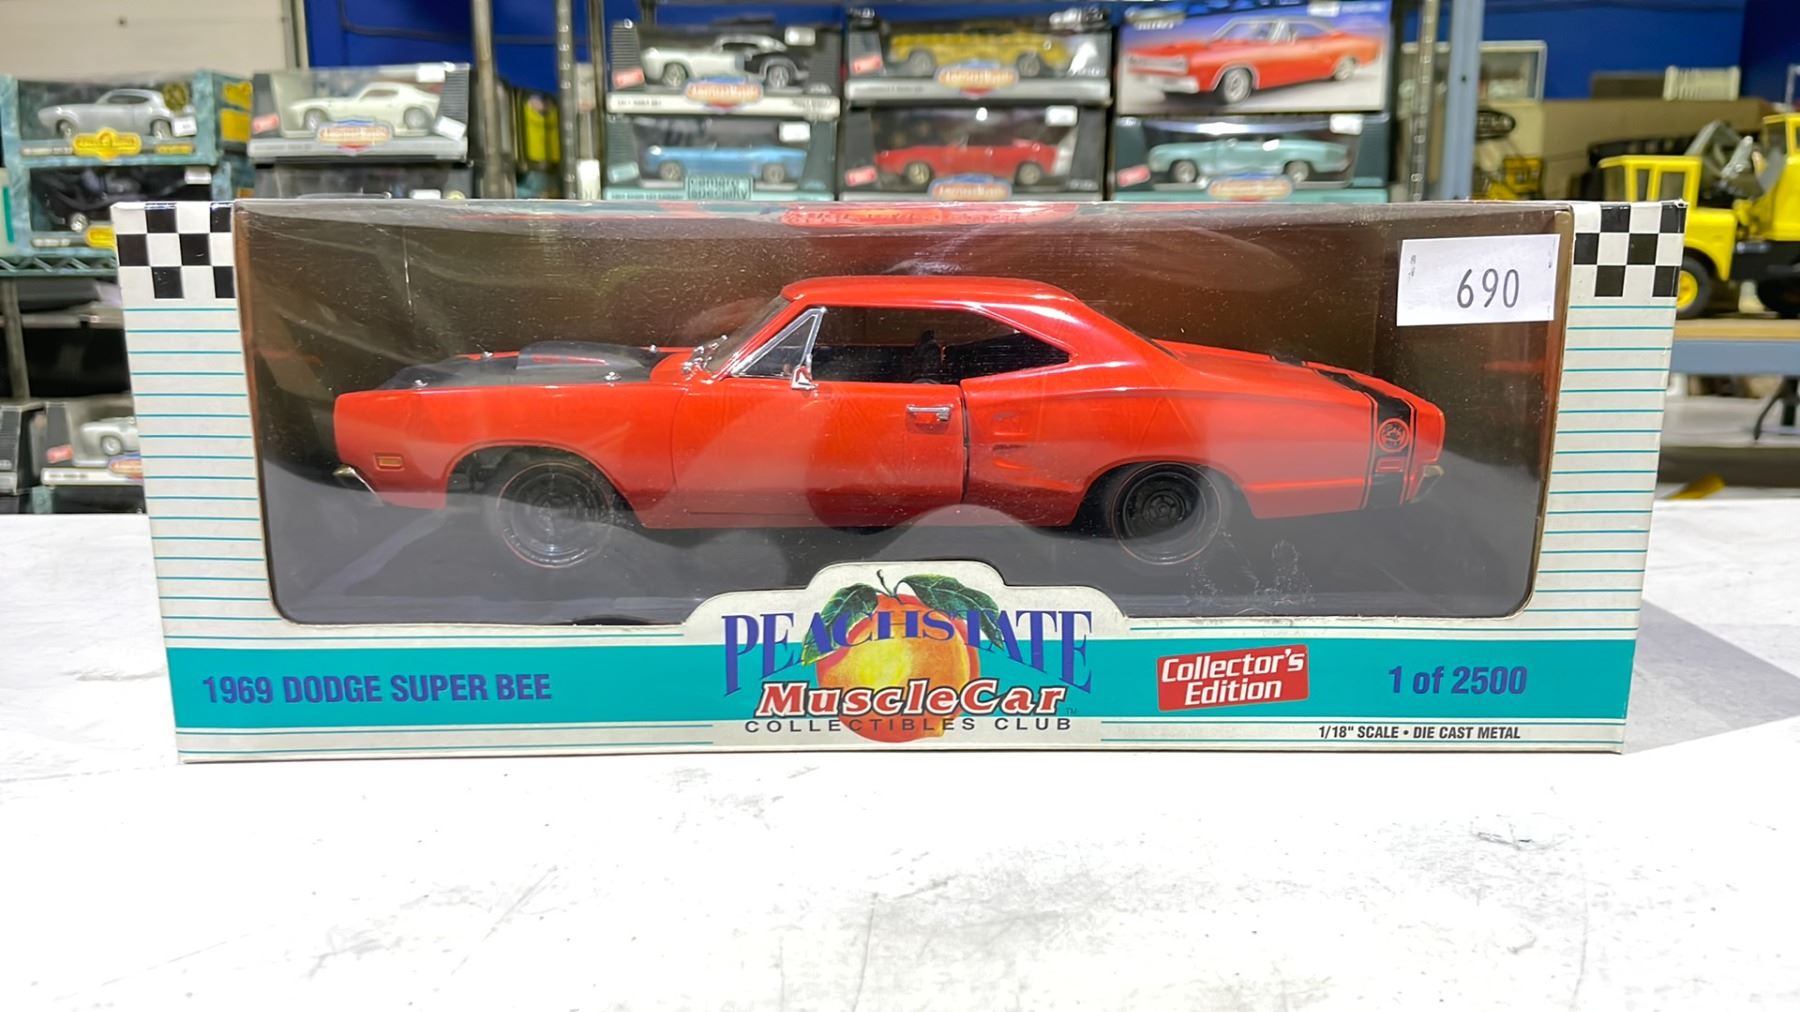 690
PEACHSTATE
MuscleCar™
COLLECTIBLES CLUB
1969 DODGE SUPER BEE
Collector's
Edition
1 of 2500
1/18" SCALE • DIE CAST METAL